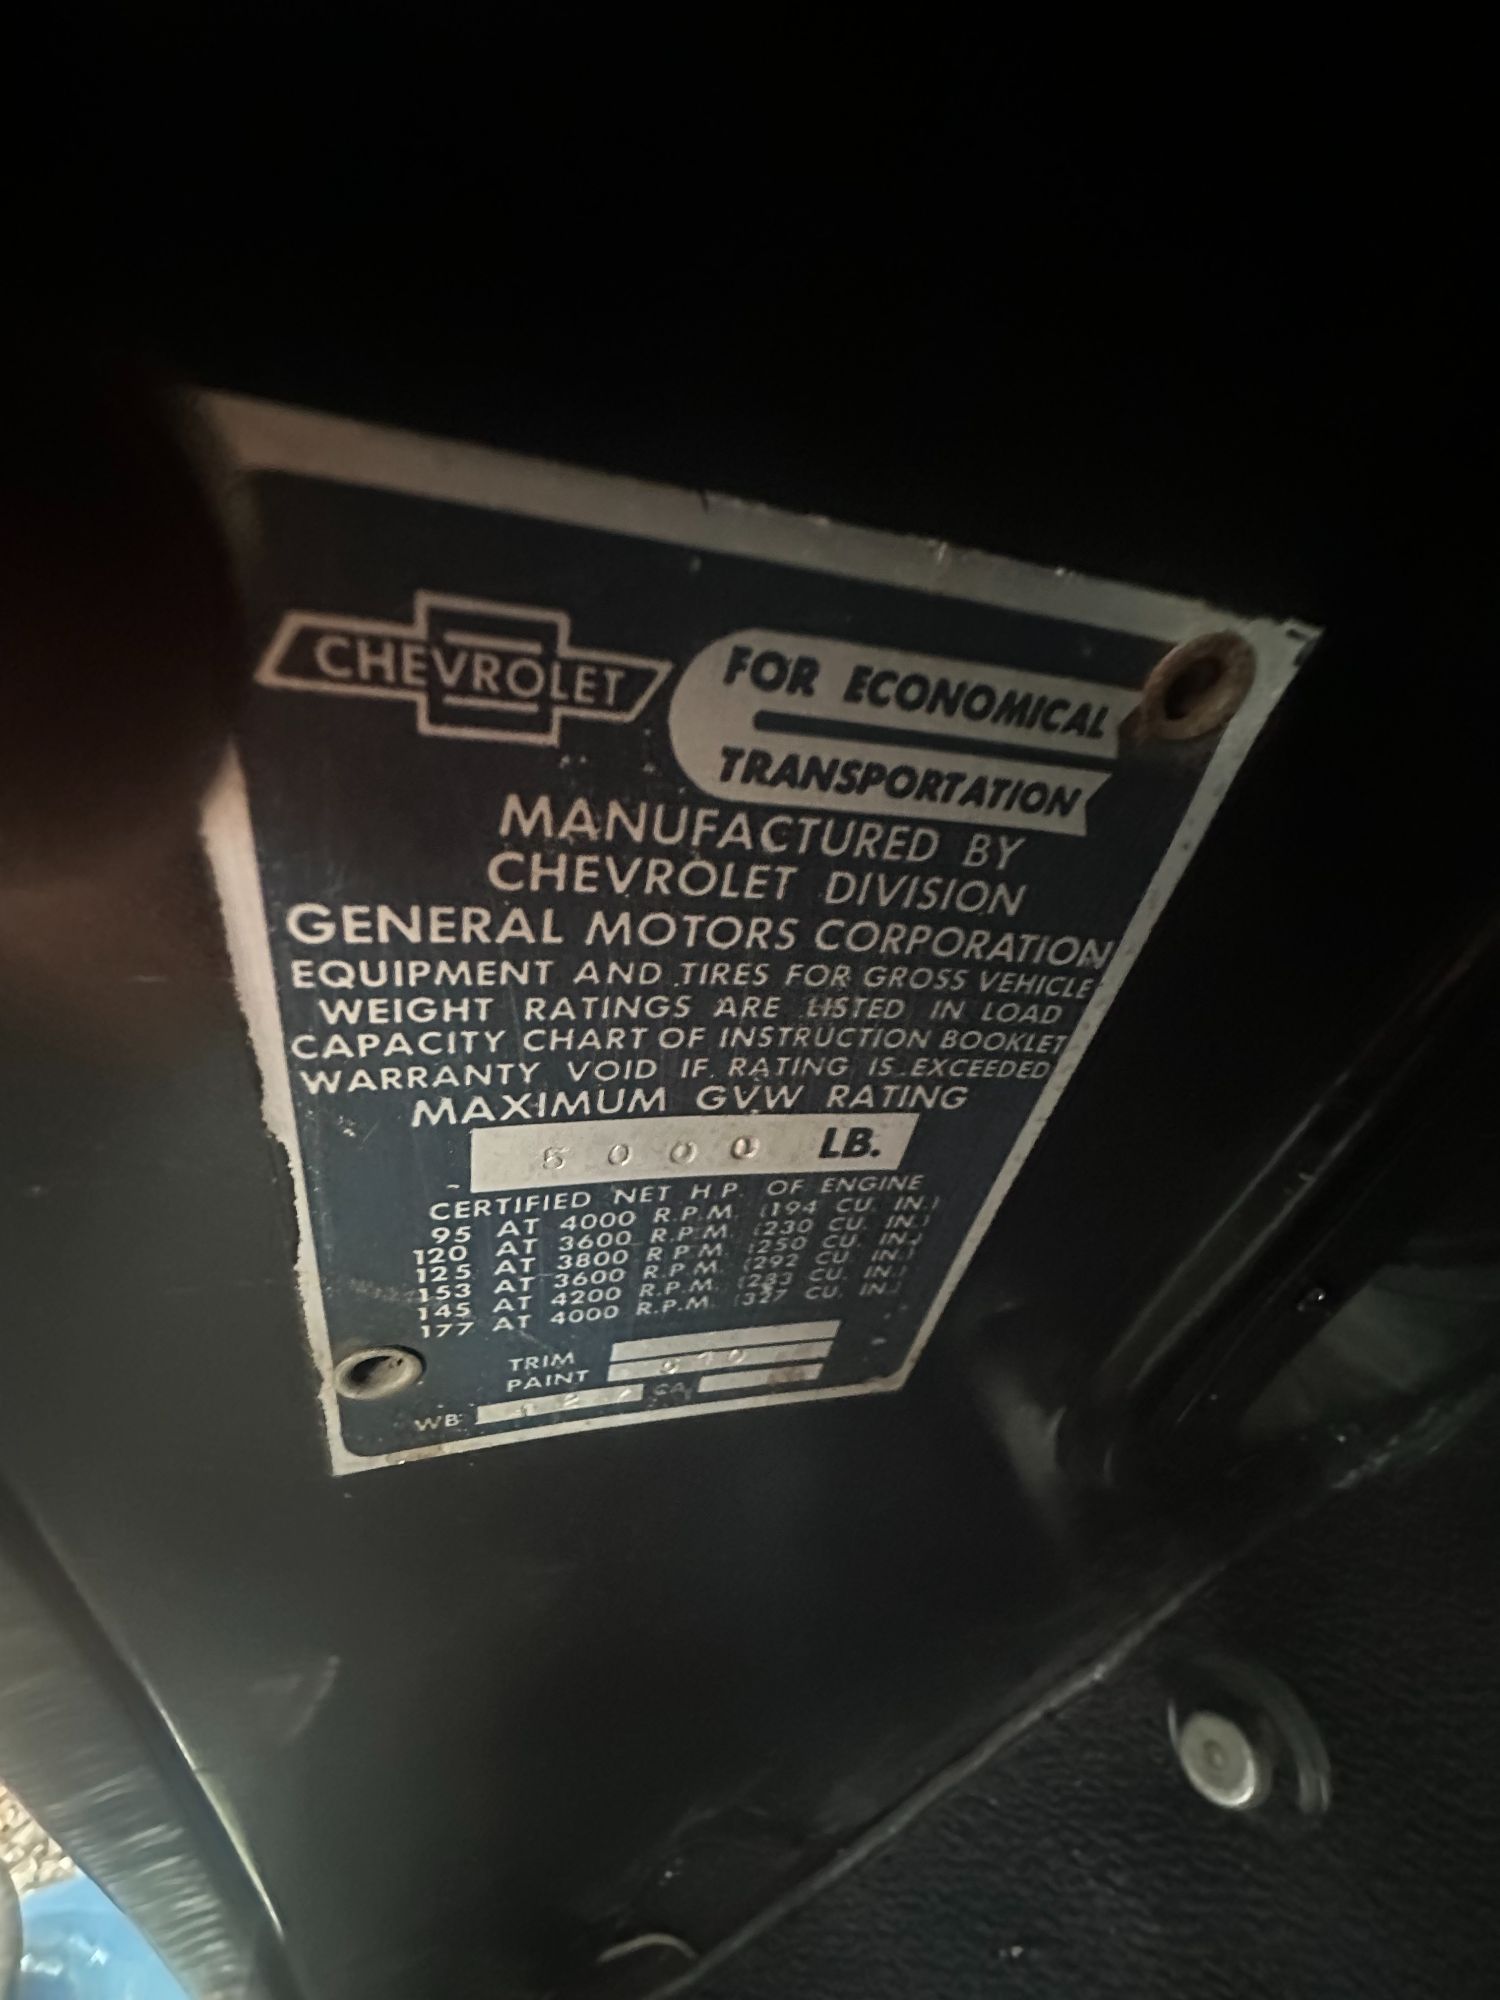 CHEVROLET
FOR ECONOMICAL
TRANSPORTATION
MANUFACTURED BY
CHEVROLET DIVISION
GENERAL MOTORS CORPORATION
EQUIPMENT AND TIRES FOR GROSS VEHICLE
WEIGHT RATINGS ARE LISTED IN LOAD
CAPACITY CHART OF INSTRUCTION BOOKLET
WARRANTY VOID IF RATING IS EXCEEDED
MAXIMUM GVW RATING
5000 LB.
CERTIFIED NET H.P. OF ENGINE
95 AT 4000 R.P.M. (194 CU. IN.)
120 AT 3600 R.P.M. (230 CU. IN.)
125 AT 3800 R.P.M. (250 CU. IN.)
153 AT 3600 R.P.M. (292 CU. IN.)
145 AT 4200 R.P.M. (283 CU. IN.)
177 AT 4000 R.P.M. (327 CU. IN.)
TRIM
PAINT
WB 127 CA